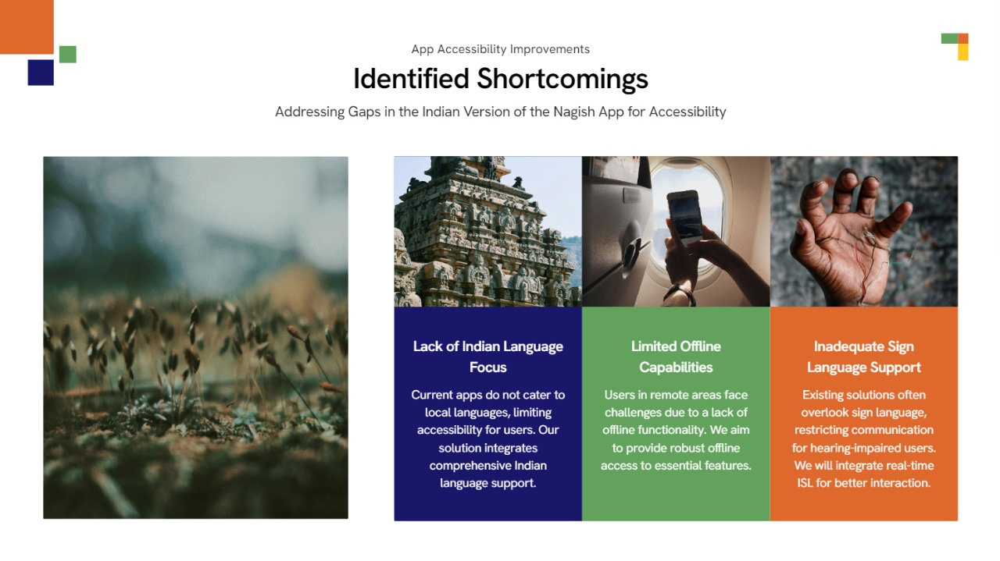 App Accessibility Improvements
Identified Shortcomings
Addressing Gaps in the Indian Version of the Nagish App for Accessibility
Lack of Indian Language
Focus
Current apps do not cater to
local languages, limiting
accessibility for users. Our
solution integrates
comprehensive Indian
language support.
Limited Offline
Capabilities
Users in remote areas face
challenges due to a lack of
offline functionality. We aim
to provide robust offline
access to essential features.
Inadequate Sign
Language Support
Existing solutions often
overlook sign language,
restricting communication
for hearing-impaired users.
We will integrate real-time
ISL for better interaction.